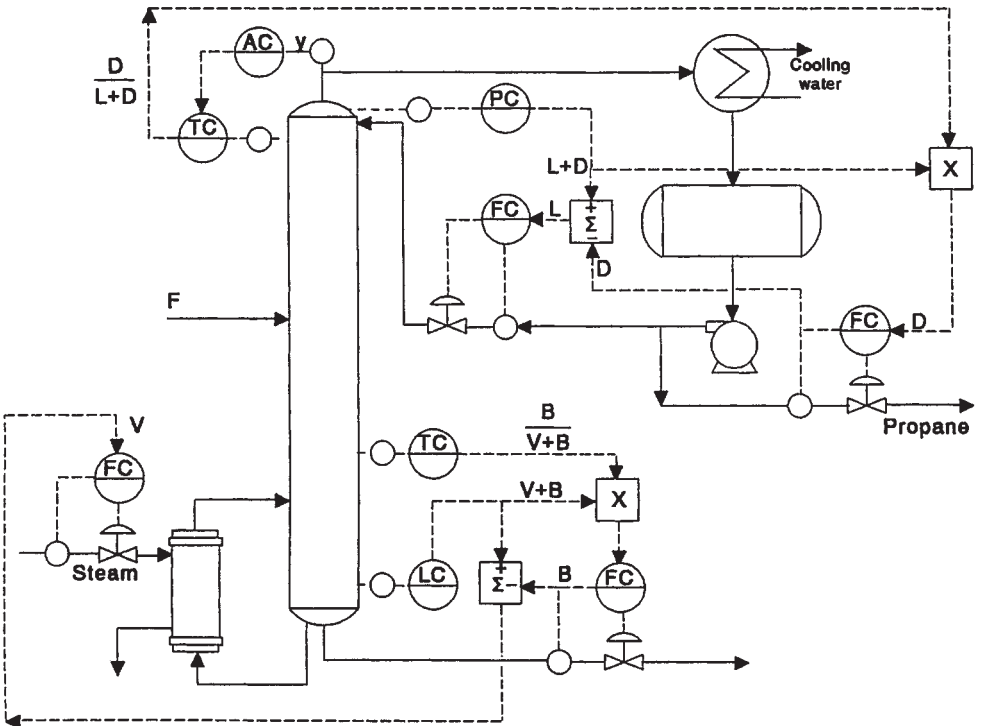 AC
y
D
L+D
TC
PC
Cooling
water
X
L+D
FC
L
+
Σ
−
D
F
FC
D
Propane
V
FC
TC
B
V+B
X
V+B
Steam
LC
+
Σ−
B
FC